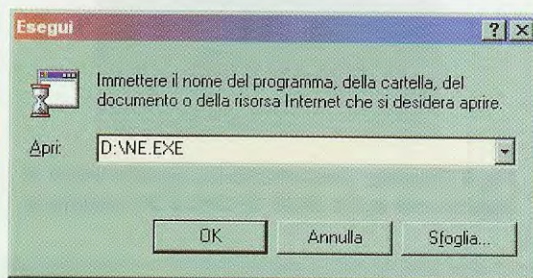 Esegui
Immettere il nome del programma, della cartella, del
documento o della risorsa Internet che si desidera aprire.
Apri: D:\NE.EXE
OK Annulla Sfoglia...